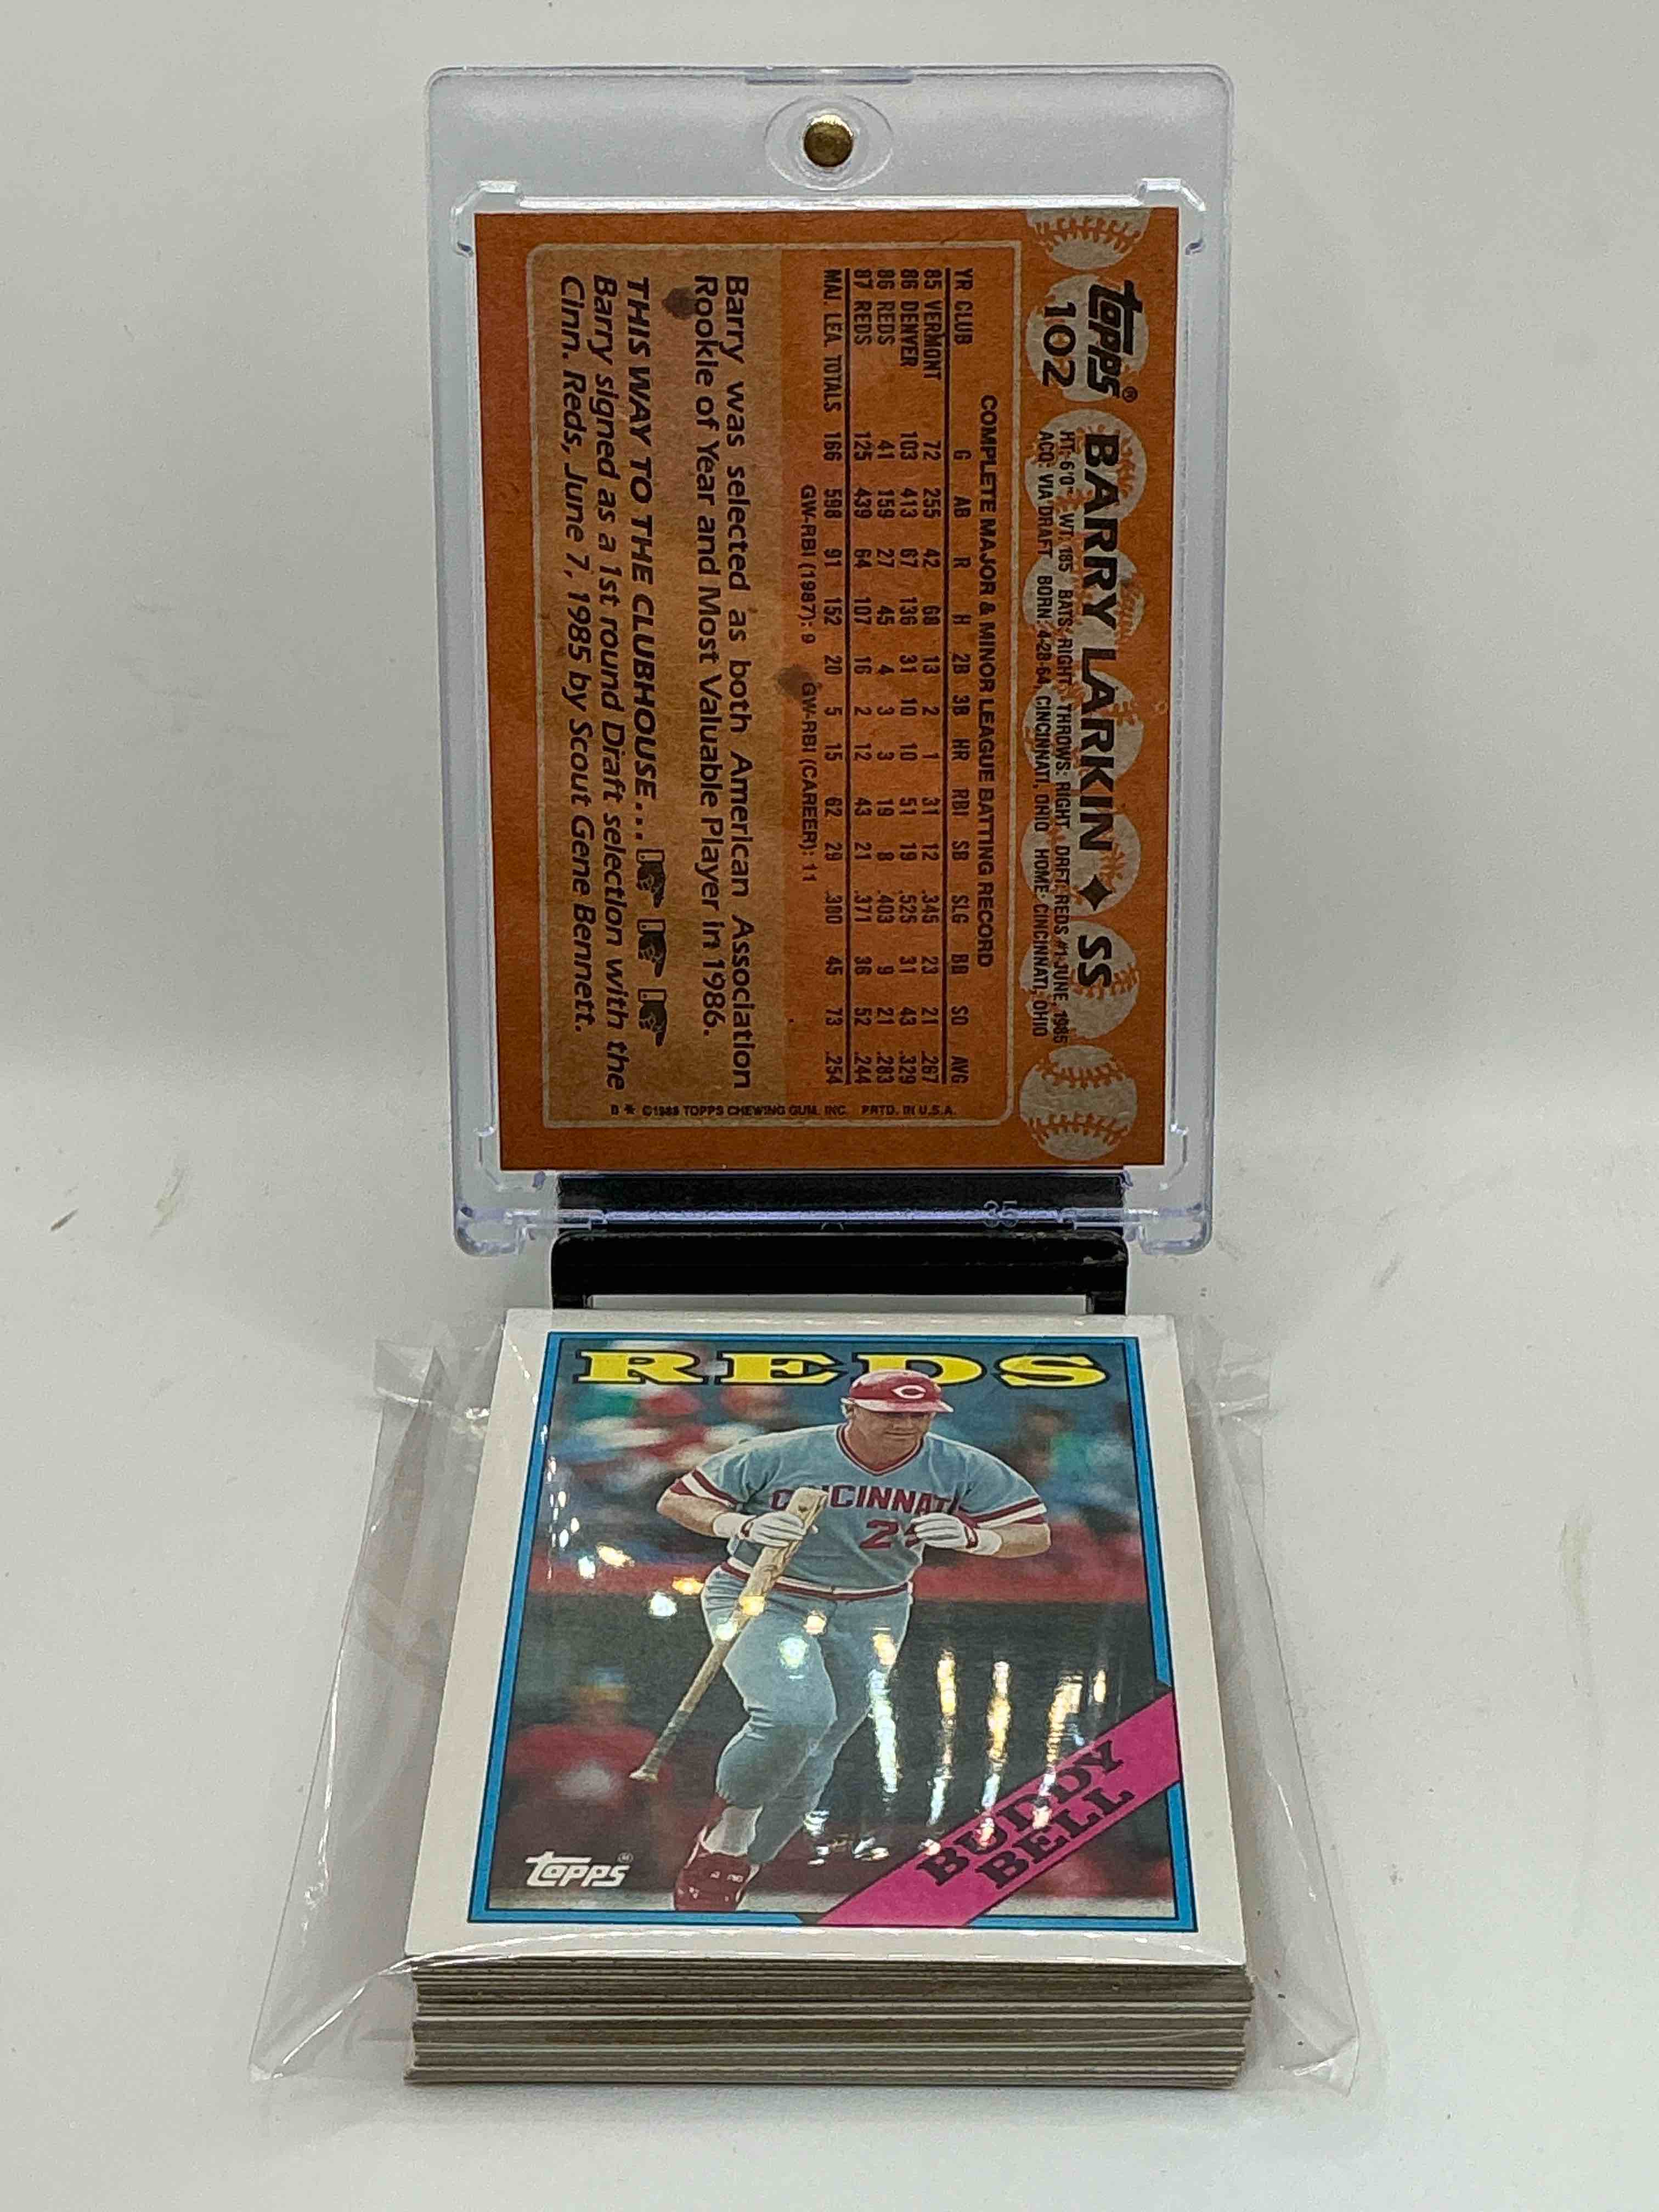 topps®
102
BARRY LARKIN ♦ SS
HT: 6'0" WT: 185 BATS: RIGHT THROWS: RIGHT DRFT: REDS #1-JUNE, 1985
ACQ: VIA DRAFT BORN: 4-28-64, CINCINNATI, OHIO HOME: CINCINNATI, OHIO
COMPLETE MAJOR & MINOR LEAGUE BATTING RECORD
YR CLUB G AB R H 2B 3B HR RBI SB SLG BB SO AVG
85 VERMONT 72 255 42 68 13 2 1 31 12 .345 23 21 .267
86 DENVER 103 413 67 136 31 10 10 51 19 .525 31 43 .329
86 REDS 41 159 27 45 4 3 3 19 8 .403 9 21 .283
87 REDS 125 439 64 107 16 2 12 43 21 .371 36 52 .244
MAJ. LEA. TOTALS 166 598 91 152 20 5 15 62 29 .380 45 73 .254
GW-RBI (1987): 9 GW-RBI (CAREER): 11
Barry was selected as both American Association
Rookie of Year and Most Valuable Player in 1986.
THIS WAY TO THE CLUBHOUSE...
Barry signed as a 1st round Draft selection with the
Cinn. Reds, June 7, 1985 by Scout Gene Bennett.
B * ©1988 TOPPS CHEWING GUM, INC. PRTD. IN U.S.A.
35
REDS
C
CINCINNATI
topps
BUDDY
BELL